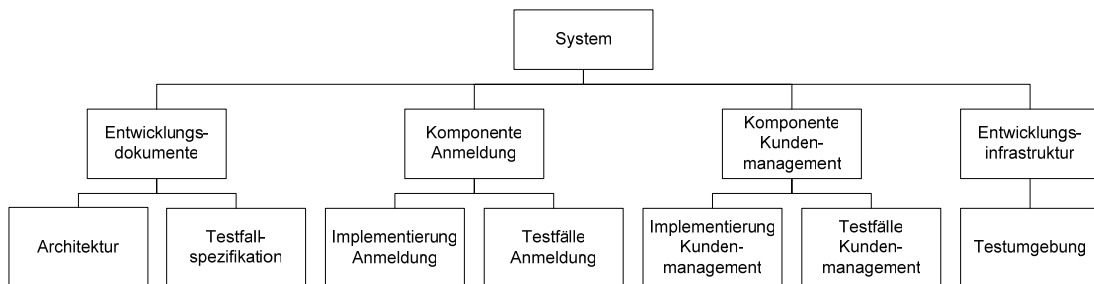 System
Entwicklungs-
dokumente
Komponente
Anmeldung
Komponente
Kunden-
management
Entwicklungs-
infrastruktur
Architektur
Testfall-
spezifikation
Implementierung
Anmeldung
Testfälle
Anmeldung
Implementierung
Kunden-
management
Testfälle
Kunden-
management
Testumgebung